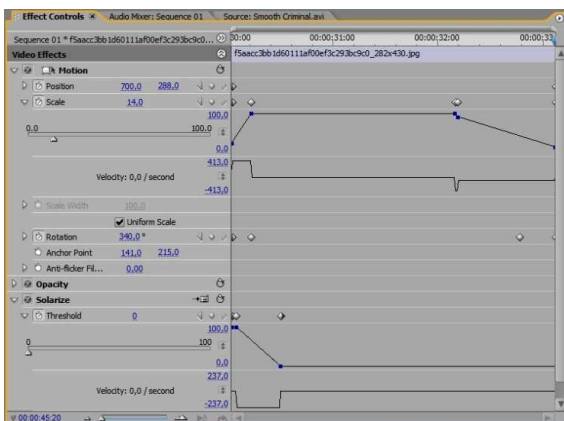 Effect Controls Audio Mixer: Sequence 01 Source: Smooth Criminal.avi
Sequence 01 * f5aacc3bb1d60111af00ef3c293bc9c0... 30:00 00:00:31:00 00:00:32:00 00:00:33
Video Effects f5aacc3bb1d60111af00ef3c293bc9c0_282x430.jpg
Motion
Position 700,0 288,0
Scale 14,0
100,0
0.0 100.0
0,0
413,0
Velocity: 0,0 / second
-413,0
Scale Width 100,0
Uniform Scale
Rotation 340,0 °
Anchor Point 141,0 215,0
Anti-flicker Fil... 0,00
Opacity
Solarize
Threshold 0
100,0
0 100
0,0
237,0
Velocity: 0,0 / second
-237,0
00:00:45:20